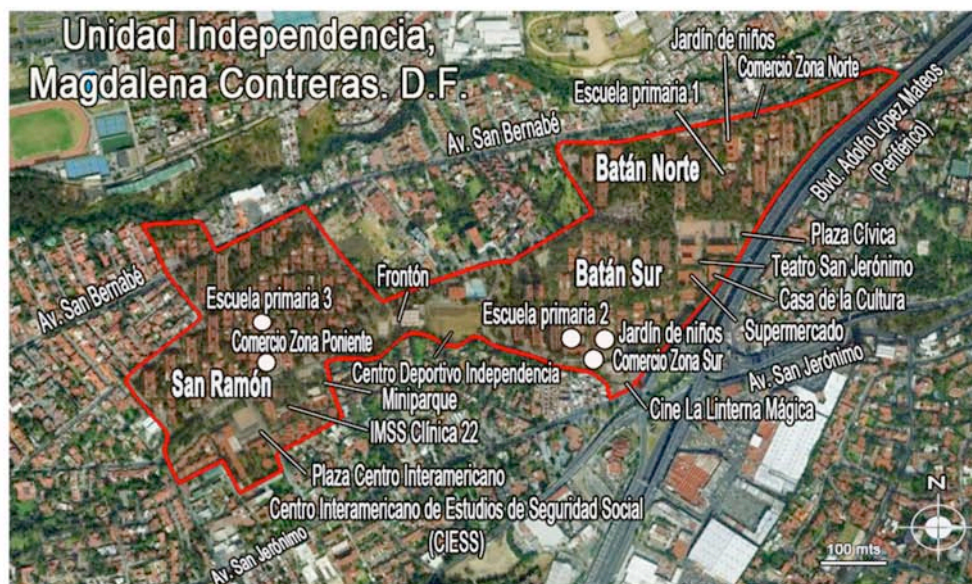 Unidad Independencia,
Magdalena Contreras. D.F.
Jardín de niños
Comercio Zona Norte
Escuela primaria 1
Av. San Bernabé
Blvd. Adolfo López Mateos
(Periférico)
Batán Norte
Plaza Cívica
Teatro San Jerónimo
Batán Sur
Casa de la Cultura
Frontón
Av. San Bernabé
Escuela primaria 3
Escuela primaria 2
Supermercado
Jardín de niños
Comercio Zona Poniente
Comercio Zona Sur
Av. San Jerónimo
San Ramón
Centro Deportivo Independencia
Miniparque
Cine La Linterna Mágica
IMSS Clínica 22
Plaza Centro Interamericano
Centro Interamericano de Estudios de Seguridad Social
(CIESS)
Av. San Jerónimo
N
100 mts